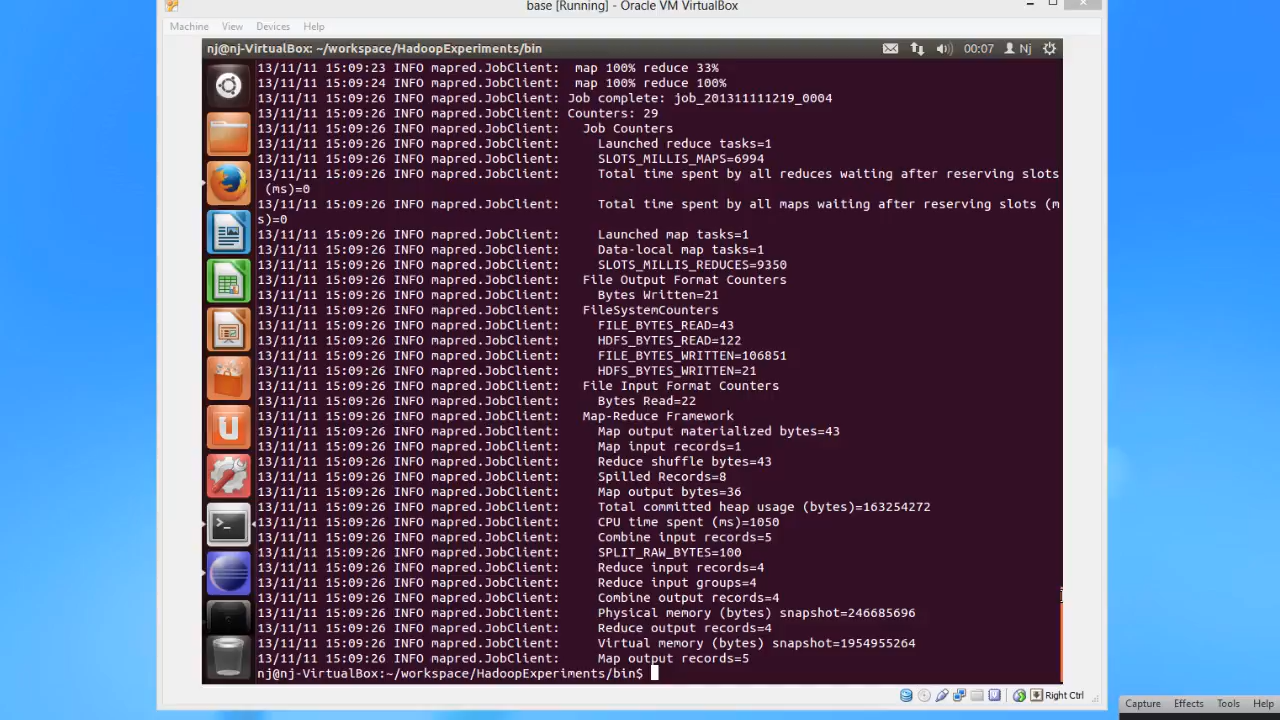 base [Running] - Oracle VM VirtualBox
Machine View Devices Help
nj@nj-VirtualBox: ~/workspace/HadoopExperiments/bin 00:07 Nj
13/11/11 15:09:23 INFO mapred.JobClient:  map 100% reduce 33%
13/11/11 15:09:24 INFO mapred.JobClient:  map 100% reduce 100%
13/11/11 15:09:26 INFO mapred.JobClient: Job complete: job_201311111219_0004
13/11/11 15:09:26 INFO mapred.JobClient: Counters: 29
13/11/11 15:09:26 INFO mapred.JobClient:   Job Counters
13/11/11 15:09:26 INFO mapred.JobClient:     Launched reduce tasks=1
13/11/11 15:09:26 INFO mapred.JobClient:     SLOTS_MILLIS_MAPS=6994
13/11/11 15:09:26 INFO mapred.JobClient:     Total time spent by all reduces waiting after reserving slots
(ms)=0
13/11/11 15:09:26 INFO mapred.JobClient:     Total time spent by all maps waiting after reserving slots (m
s)=0
13/11/11 15:09:26 INFO mapred.JobClient:     Launched map tasks=1
13/11/11 15:09:26 INFO mapred.JobClient:     Data-local map tasks=1
13/11/11 15:09:26 INFO mapred.JobClient:     SLOTS_MILLIS_REDUCES=9350
13/11/11 15:09:26 INFO mapred.JobClient:   File Output Format Counters
13/11/11 15:09:26 INFO mapred.JobClient:     Bytes Written=21
13/11/11 15:09:26 INFO mapred.JobClient:   FileSystemCounters
13/11/11 15:09:26 INFO mapred.JobClient:     FILE_BYTES_READ=43
13/11/11 15:09:26 INFO mapred.JobClient:     HDFS_BYTES_READ=122
13/11/11 15:09:26 INFO mapred.JobClient:     FILE_BYTES_WRITTEN=106851
13/11/11 15:09:26 INFO mapred.JobClient:     HDFS_BYTES_WRITTEN=21
13/11/11 15:09:26 INFO mapred.JobClient:   File Input Format Counters
13/11/11 15:09:26 INFO mapred.JobClient:     Bytes Read=22
13/11/11 15:09:26 INFO mapred.JobClient:   Map-Reduce Framework
13/11/11 15:09:26 INFO mapred.JobClient:     Map output materialized bytes=43
13/11/11 15:09:26 INFO mapred.JobClient:     Map input records=1
13/11/11 15:09:26 INFO mapred.JobClient:     Reduce shuffle bytes=43
13/11/11 15:09:26 INFO mapred.JobClient:     Spilled Records=8
13/11/11 15:09:26 INFO mapred.JobClient:     Map output bytes=36
13/11/11 15:09:26 INFO mapred.JobClient:     Total committed heap usage (bytes)=163254272
13/11/11 15:09:26 INFO mapred.JobClient:     CPU time spent (ms)=1050
13/11/11 15:09:26 INFO mapred.JobClient:     Combine input records=5
13/11/11 15:09:26 INFO mapred.JobClient:     SPLIT_RAW_BYTES=100
13/11/11 15:09:26 INFO mapred.JobClient:     Reduce input records=4
13/11/11 15:09:26 INFO mapred.JobClient:     Reduce input groups=4
13/11/11 15:09:26 INFO mapred.JobClient:     Combine output records=4
13/11/11 15:09:26 INFO mapred.JobClient:     Physical memory (bytes) snapshot=246685696
13/11/11 15:09:26 INFO mapred.JobClient:     Reduce output records=4
13/11/11 15:09:26 INFO mapred.JobClient:     Virtual memory (bytes) snapshot=1954955264
13/11/11 15:09:26 INFO mapred.JobClient:     Map output records=5
nj@nj-VirtualBox:~/workspace/HadoopExperiments/bin$
Right Ctrl
Capture Effects Tools Help